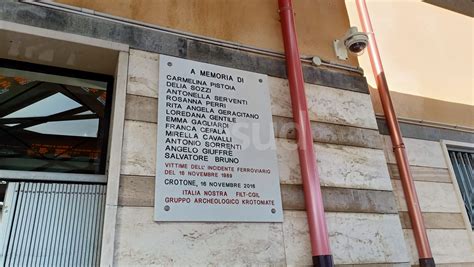 A MEMORIA DI
CARMELINA PISTOIA
DELIA SOZZI
ANTONELLA SERVENTI
ROSANNA PERRI
RITA ANGELA GERACITANO
LOREDANA GENTILE
EMMA GAGLIARDI
FRANCA CEFALÀ
MIRELLA CAVALLI
ANTONIO SORRENTI
ANGELO GIUFFRÈ
SALVATORE BRUNO
VITTIME DELL'INCIDENTE FERROVIARIO
DEL 16 NOVEMBRE 1989
CROTONE, 16 NOVEMBRE 2016
ITALIA NOSTRA FILT-CGIL
GRUPPO ARCHEOLOGICO KROTONIATE